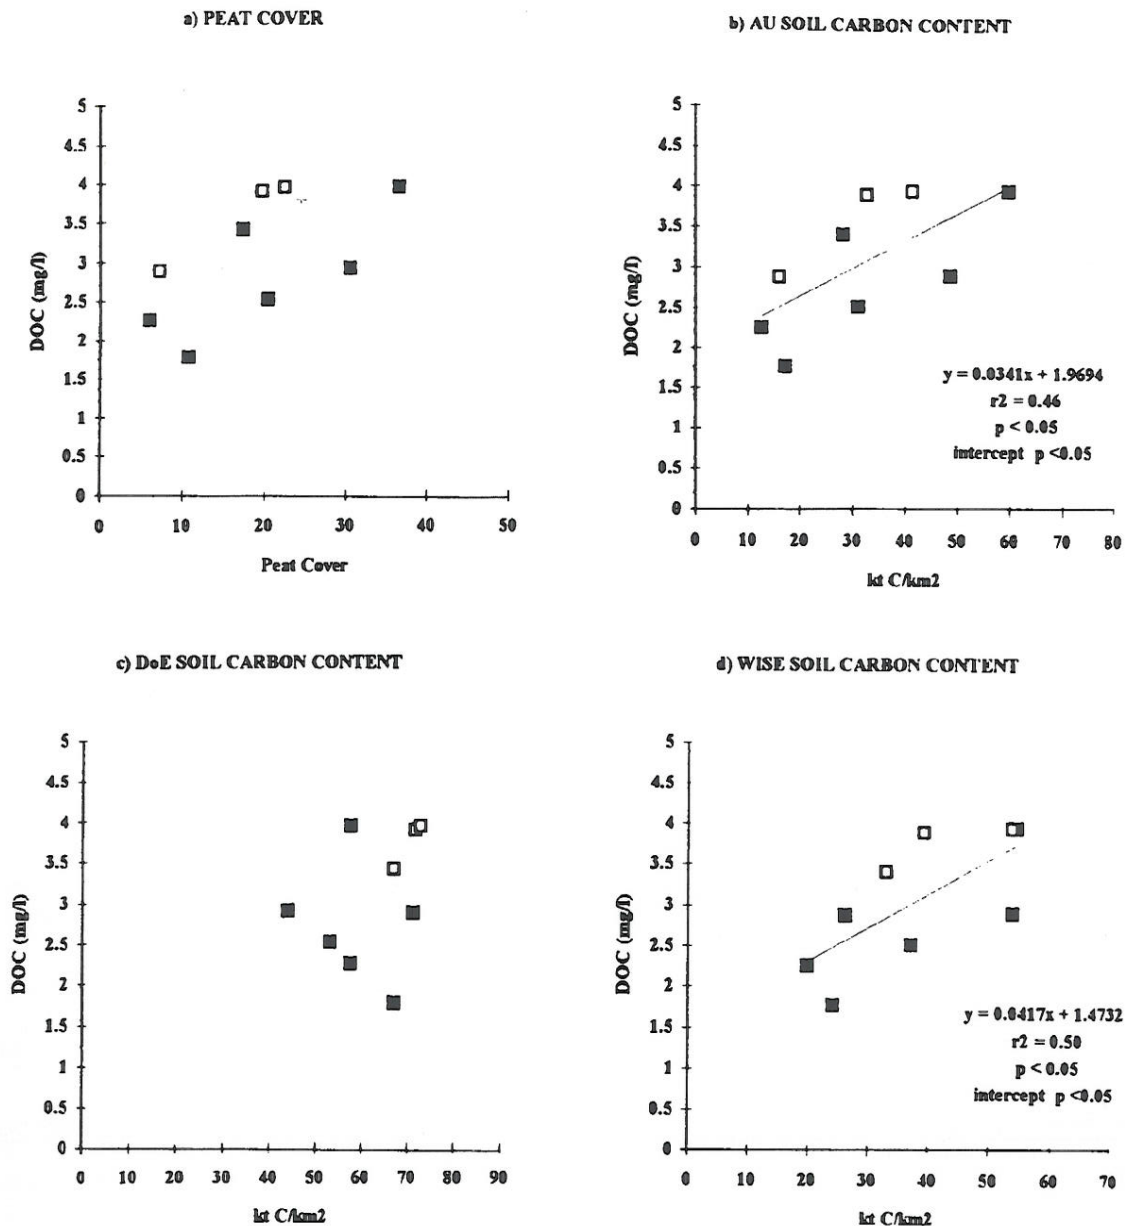 a) PEAT COVER
5
4.5
4
3.5
3
2.5
2
1.5
1
0.5
0
DOC (mg/l)
0 10 20 30 40 50
Peat Cover
b) AU SOIL CARBON CONTENT
5
4.5
4
3.5
3
2.5
2
1.5
1
0.5
0
DOC (mg/l)
y = 0.0341x + 1.9694
r2 = 0.46
p < 0.05
intercept p <0.05
0 10 20 30 40 50 60 70 80
kt C/km2
c) DoE SOIL CARBON CONTENT
5
4.5
4
3.5
3
2.5
2
1.5
1
0.5
0
DOC (mg/l)
0 10 20 30 40 50 60 70 80 90
kt C/km2
d) WISE SOIL CARBON CONTENT
5
4.5
4
3.5
3
2.5
2
1.5
1
0.5
0
DOC (mg/l)
y = 0.0417x + 1.4732
r2 = 0.50
p < 0.05
intercept p <0.05
0 10 20 30 40 50 60 70
kt C/km2